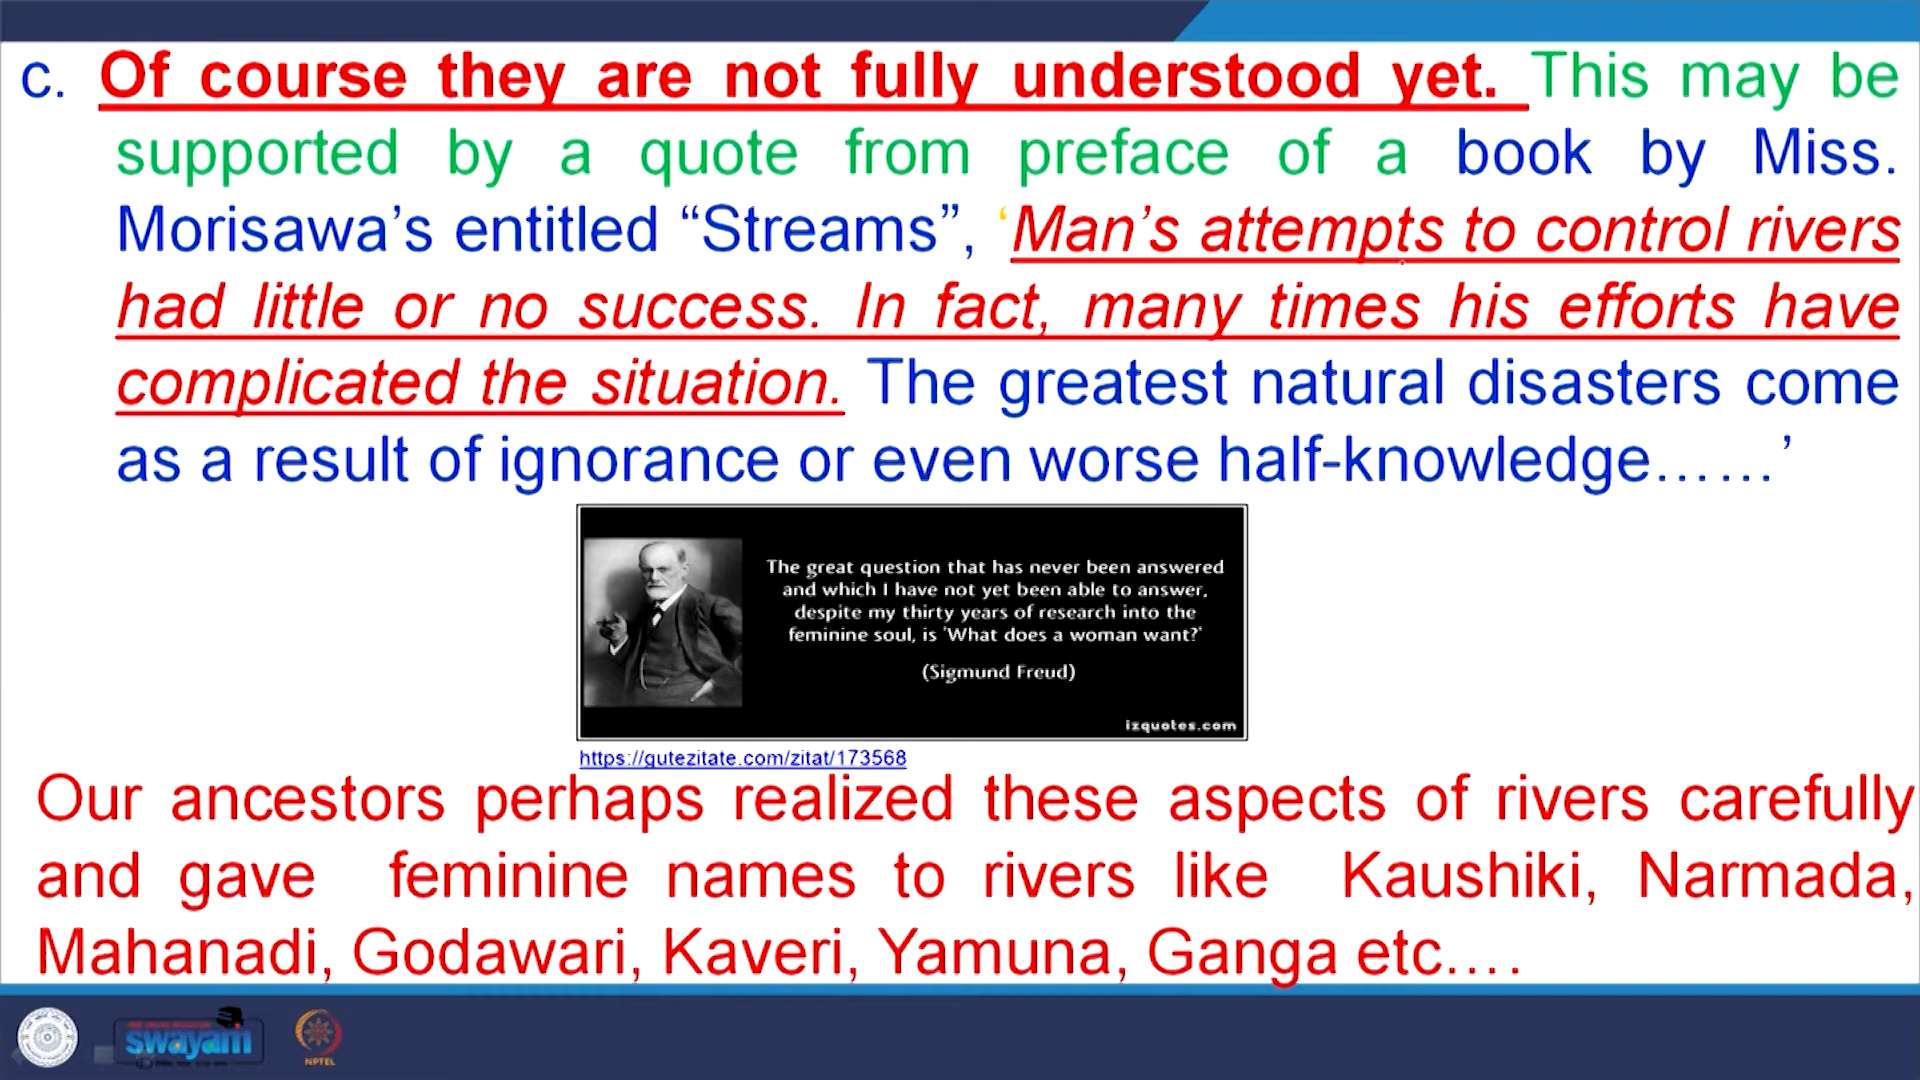 c. Of course they are not fully understood yet. This may be
supported by a quote from preface of a book by Miss.
Morisawa’s entitled “Streams”, ‘Man’s attempts to control rivers
had little or no success. In fact, many times his efforts have
complicated the situation. The greatest natural disasters come
as a result of ignorance or even worse half-knowledge……’
The great question that has never been answered
and which I have not yet been able to answer,
despite my thirty years of research into the
feminine soul, is 'What does a woman want?'
(Sigmund Freud)
izquotes.com
https://gutezitate.com/zitat/173568
Our ancestors perhaps realized these aspects of rivers carefully
and gave feminine names to rivers like Kaushiki, Narmada,
Mahanadi, Godawari, Kaveri, Yamuna, Ganga etc….
swayam
NPTEL